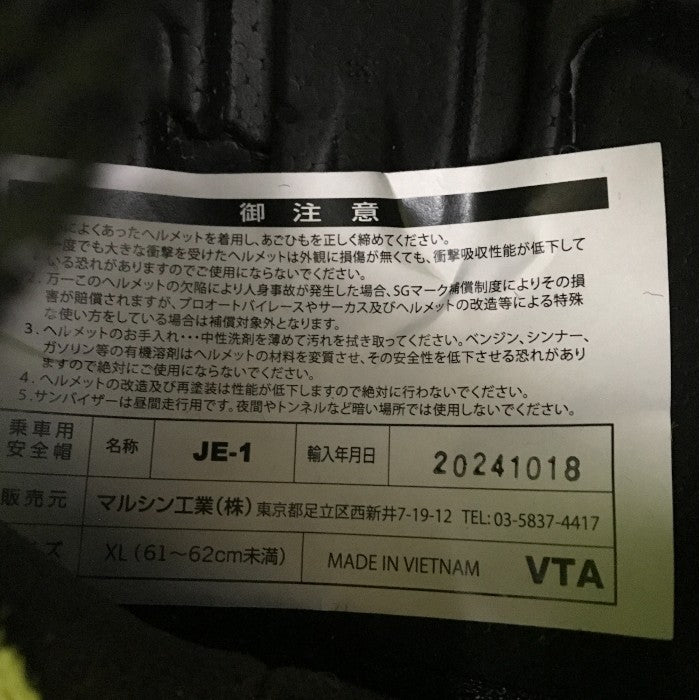 御注意
によくあったヘルメットを着用し、あごひもを正しく締めてください。
度でも大きな衝撃を受けたヘルメットは外観に損傷が無くても、衝撃吸収性能が低下して
いる恐れがありますのでご使用にならないでください。
2. 万一このヘルメットの欠陥により人身事故が発生した場合、SGマーク補償制度によりその損
害が賠償されますが、プロオートバイレースやサーカス及びヘルメットの改造等による特殊
な使い方をしている場合は補償対象外となります。
3. ヘルメットのお手入れ･･･中性洗剤を薄めて汚れを拭き取ってください。ベンジン、シンナー、
ガソリン等の有機溶剤はヘルメットの材料を変質させ、その安全性を低下させる恐れがあり
ますので絶対にご使用にならないでください。
4. ヘルメットの改造及び再塗装は性能が低下しますので絶対に行わないでください。
5. サンバイザーは昼間走行用です。夜間やトンネルなど暗い場所では使用しないでください。
乗車用
安全帽 名称 JE-1 輸入年月日 20241018
販売元 マルシン工業(株) 東京都足立区西新井7-19-12 TEL: 03-5837-4417
ズ XL (61～62cm未満) MADE IN VIETNAM VTA